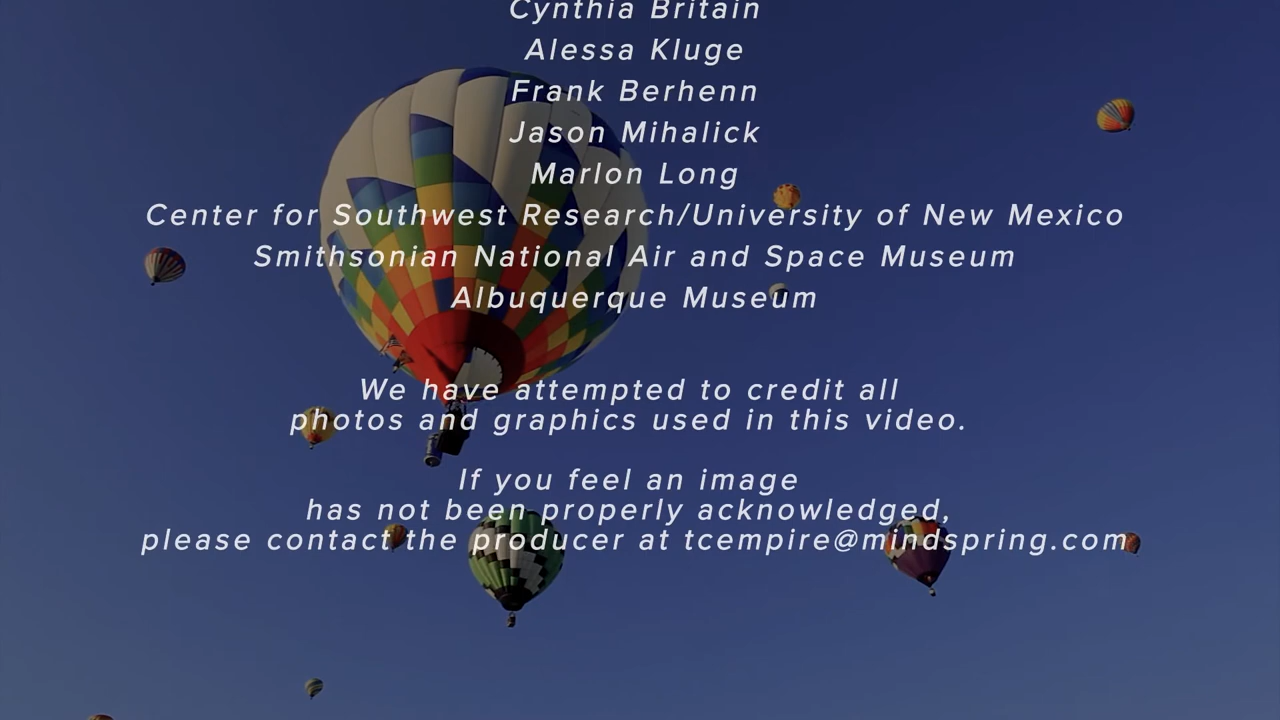 Cynthia Britain
Alessa Kluge
Frank Berhenn
Jason Mihalick
Marlon Long
Center for Southwest Research/University of New Mexico
Smithsonian National Air and Space Museum
Albuquerque Museum
We have attempted to credit all
photos and graphics used in this video.
If you feel an image
has not been properly acknowledged,
please contact the producer at tcempire@mindspring.com